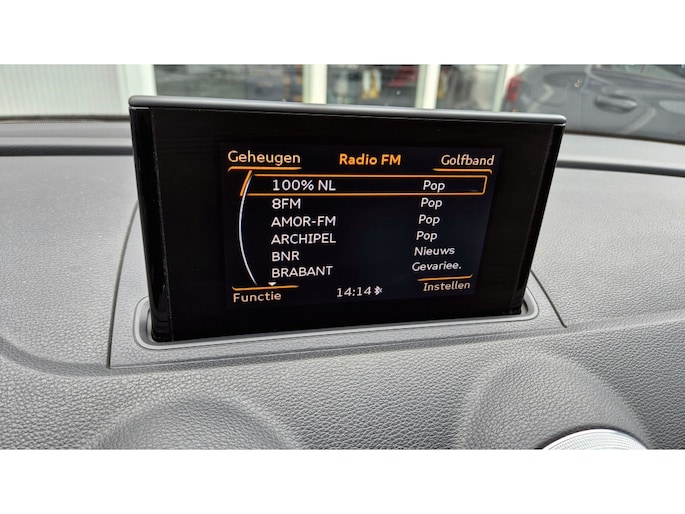 Geheugen Radio FM Golfband
100% NL Pop
8FM Pop
AMOR-FM Pop
ARCHIPEL Pop
BNR Nieuws
BRABANT Gevariee.
Functie 14:14 Instellen